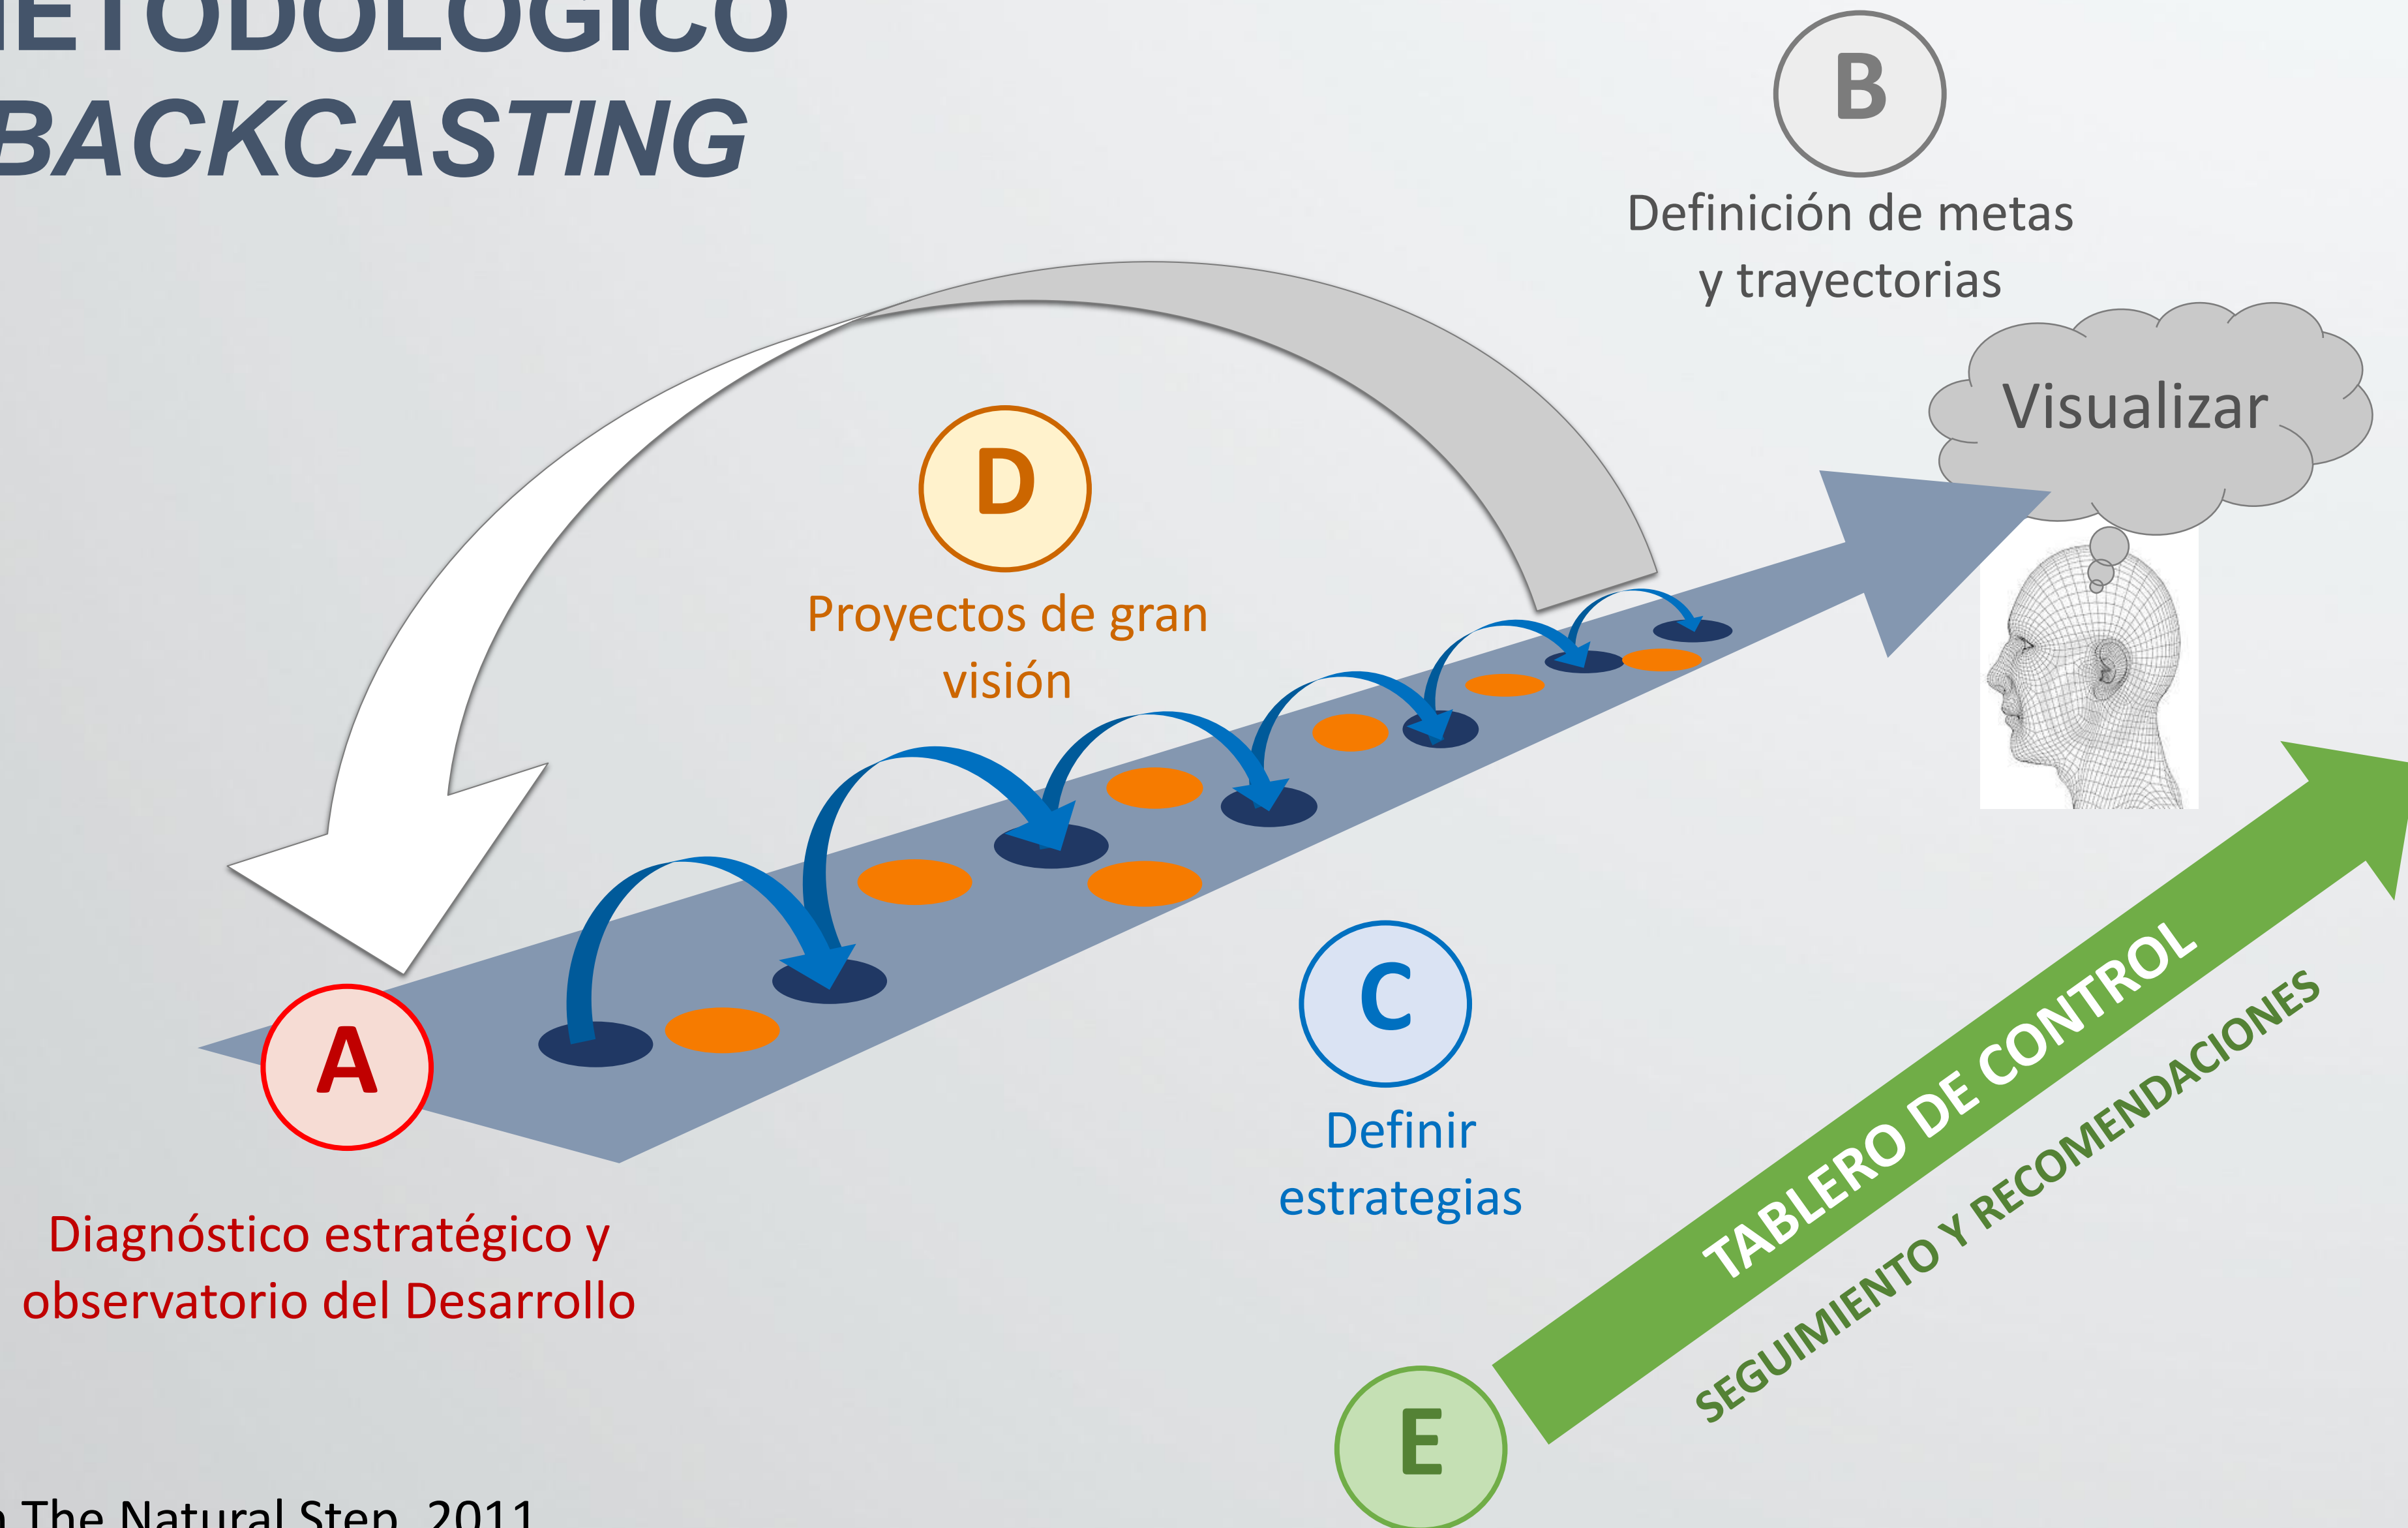 METODOLÓGICO
BACKCASTING
B
Definición de metas
y trayectorias
Visualizar
D
Proyectos de gran
visión
A
Diagnóstico estratégico y
observatorio del Desarrollo
C
Definir
estrategias
TABLERO DE CONTROL
SEGUIMIENTO Y RECOMENDACIONES
E
The Natural Step, 2011